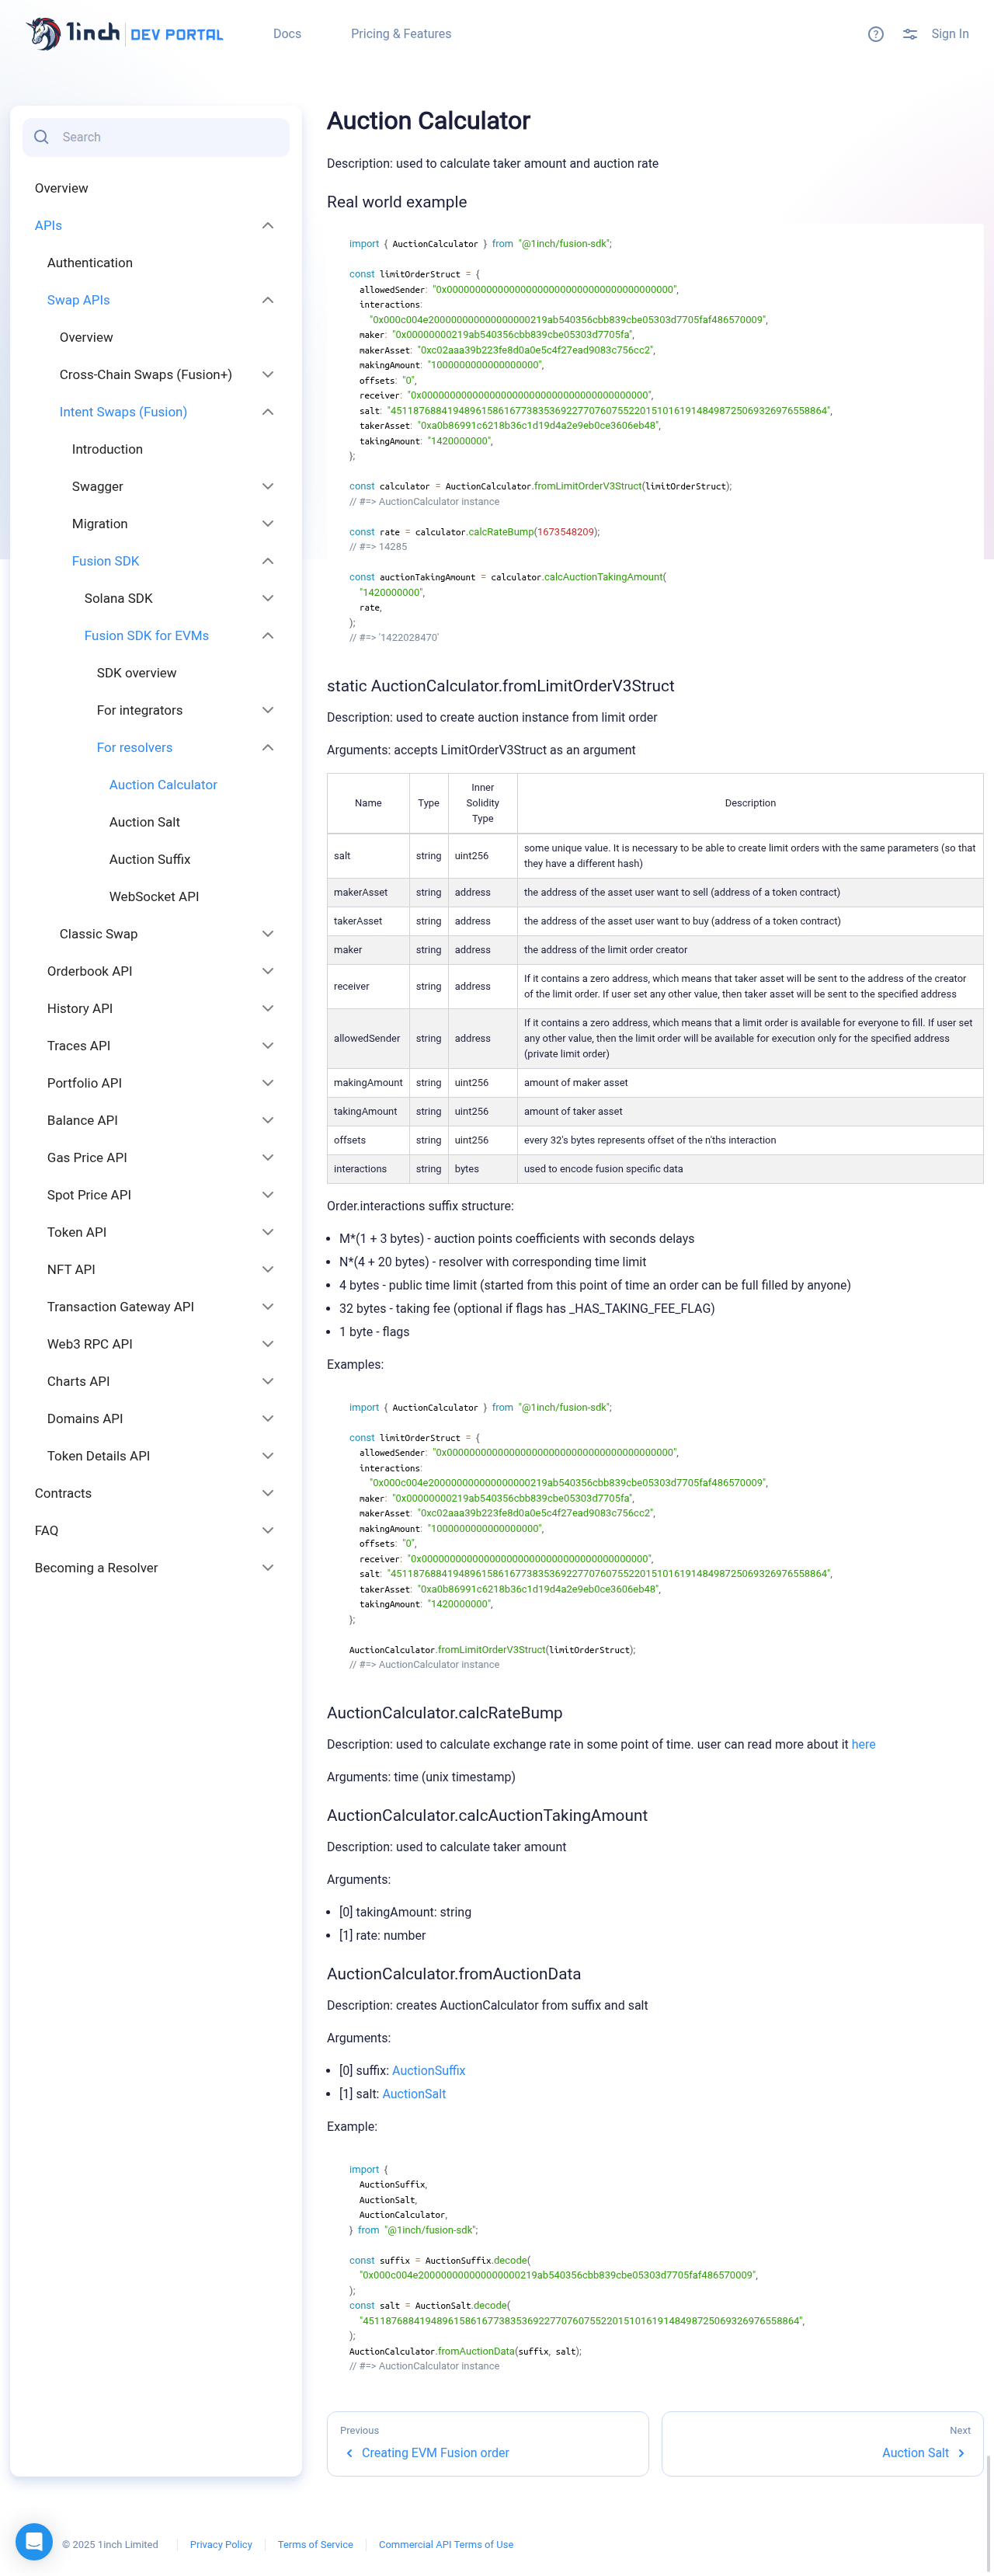 1inch DEV PORTAL
Docs
Pricing & Features
Sign In
Search
Overview
APIs
Authentication
Swap APIs
Overview
Cross-Chain Swaps (Fusion+)
Intent Swaps (Fusion)
Introduction
Swagger
Migration
Fusion SDK
Solana SDK
Fusion SDK for EVMs
SDK overview
For integrators
For resolvers
Auction Calculator
Auction Salt
Auction Suffix
WebSocket API
Classic Swap
Orderbook API
History API
Traces API
Portfolio API
Balance API
Gas Price API
Spot Price API
Token API
NFT API
Transaction Gateway API
Web3 RPC API
Charts API
Domains API
Token Details API
Contracts
FAQ
Becoming a Resolver
Auction Calculator
Description: used to calculate taker amount and auction rate
Real world example
import { AuctionCalculator } from "@1inch/fusion-sdk";
const limitOrderStruct = {
allowedSender: "0x0000000000000000000000000000000000000000",
interactions:
"0x000c004e200000000000000000219ab540356cbb839cbe05303d7705faf486570009",
maker: "0x00000000219ab540356cbb839cbe05303d7705fa",
makerAsset: "0xc02aaa39b223fe8d0a0e5c4f27ead9083c756cc2",
makingAmount: "1000000000000000000",
offsets: "0",
receiver: "0x0000000000000000000000000000000000000000",
salt: "45118768841948961586167738353692277076075522015101619148498725069326976558864",
takerAsset: "0xa0b86991c6218b36c1d19d4a2e9eb0ce3606eb48",
takingAmount: "1420000000",
};
const calculator = AuctionCalculator.fromLimitOrderV3Struct(limitOrderStruct);
// #=> AuctionCalculator instance
const rate = calculator.calcRateBump(1673548209);
// #=> 14285
const auctionTakingAmount = calculator.calcAuctionTakingAmount(
"1420000000",
rate,
);
// #=> '1422028470'
static AuctionCalculator.fromLimitOrderV3Struct
Description: used to create auction instance from limit order
Arguments: accepts LimitOrderV3Struct as an argument
Name Type Inner Solidity Type Description
salt string uint256 some unique value. It is necessary to be able to create limit orders with the same parameters (so that
they have a different hash)
makerAsset string address the address of the asset user want to sell (address of a token contract)
takerAsset string address the address of the asset user want to buy (address of a token contract)
maker string address the address of the limit order creator
receiver string address If it contains a zero address, which means that taker asset will be sent to the address of the creator
of the limit order. If user set any other value, then taker asset will be sent to the specified address
allowedSender string address If it contains a zero address, which means that a limit order is available for everyone to fill. If user set
any other value, then the limit order will be available for execution only for the specified address
(private limit order)
makingAmount string uint256 amount of maker asset
takingAmount string uint256 amount of taker asset
offsets string uint256 every 32's bytes represents offset of the n'ths interaction
interactions string bytes used to encode fusion specific data
Order.interactions suffix structure:
• M*(1 + 3 bytes) - auction points coefficients with seconds delays
• N*(4 + 20 bytes) - resolver with corresponding time limit
• 4 bytes - public time limit (started from this point of time an order can be full filled by anyone)
• 32 bytes - taking fee (optional if flags has _HAS_TAKING_FEE_FLAG)
• 1 byte - flags
Examples:
import { AuctionCalculator } from "@1inch/fusion-sdk";
const limitOrderStruct = {
allowedSender: "0x0000000000000000000000000000000000000000",
interactions:
"0x000c004e200000000000000000219ab540356cbb839cbe05303d7705faf486570009",
maker: "0x00000000219ab540356cbb839cbe05303d7705fa",
makerAsset: "0xc02aaa39b223fe8d0a0e5c4f27ead9083c756cc2",
makingAmount: "1000000000000000000",
offsets: "0",
receiver: "0x0000000000000000000000000000000000000000",
salt: "45118768841948961586167738353692277076075522015101619148498725069326976558864",
takerAsset: "0xa0b86991c6218b36c1d19d4a2e9eb0ce3606eb48",
takingAmount: "1420000000",
};
AuctionCalculator.fromLimitOrderV3Struct(limitOrderStruct);
// #=> AuctionCalculator instance
AuctionCalculator.calcRateBump
Description: used to calculate exchange rate in some point of time. user can read more about it here
Arguments: time (unix timestamp)
AuctionCalculator.calcAuctionTakingAmount
Description: used to calculate taker amount
Arguments:
• [0] takingAmount: string
• [1] rate: number
AuctionCalculator.fromAuctionData
Description: creates AuctionCalculator from suffix and salt
Arguments:
• [0] suffix: AuctionSuffix
• [1] salt: AuctionSalt
Example:
import {
AuctionSuffix,
AuctionSalt,
AuctionCalculator,
} from "@1inch/fusion-sdk";
const suffix = AuctionSuffix.decode(
"0x000c004e200000000000000000219ab540356cbb839cbe05303d7705faf486570009",
);
const salt = AuctionSalt.decode(
"45118768841948961586167738353692277076075522015101619148498725069326976558864",
);
AuctionCalculator.fromAuctionData(suffix, salt);
// #=> AuctionCalculator instance
Previous
Creating EVM Fusion order
Next
Auction Salt
© 2025 1inch Limited
Privacy Policy
Terms of Service
Commercial API Terms of Use